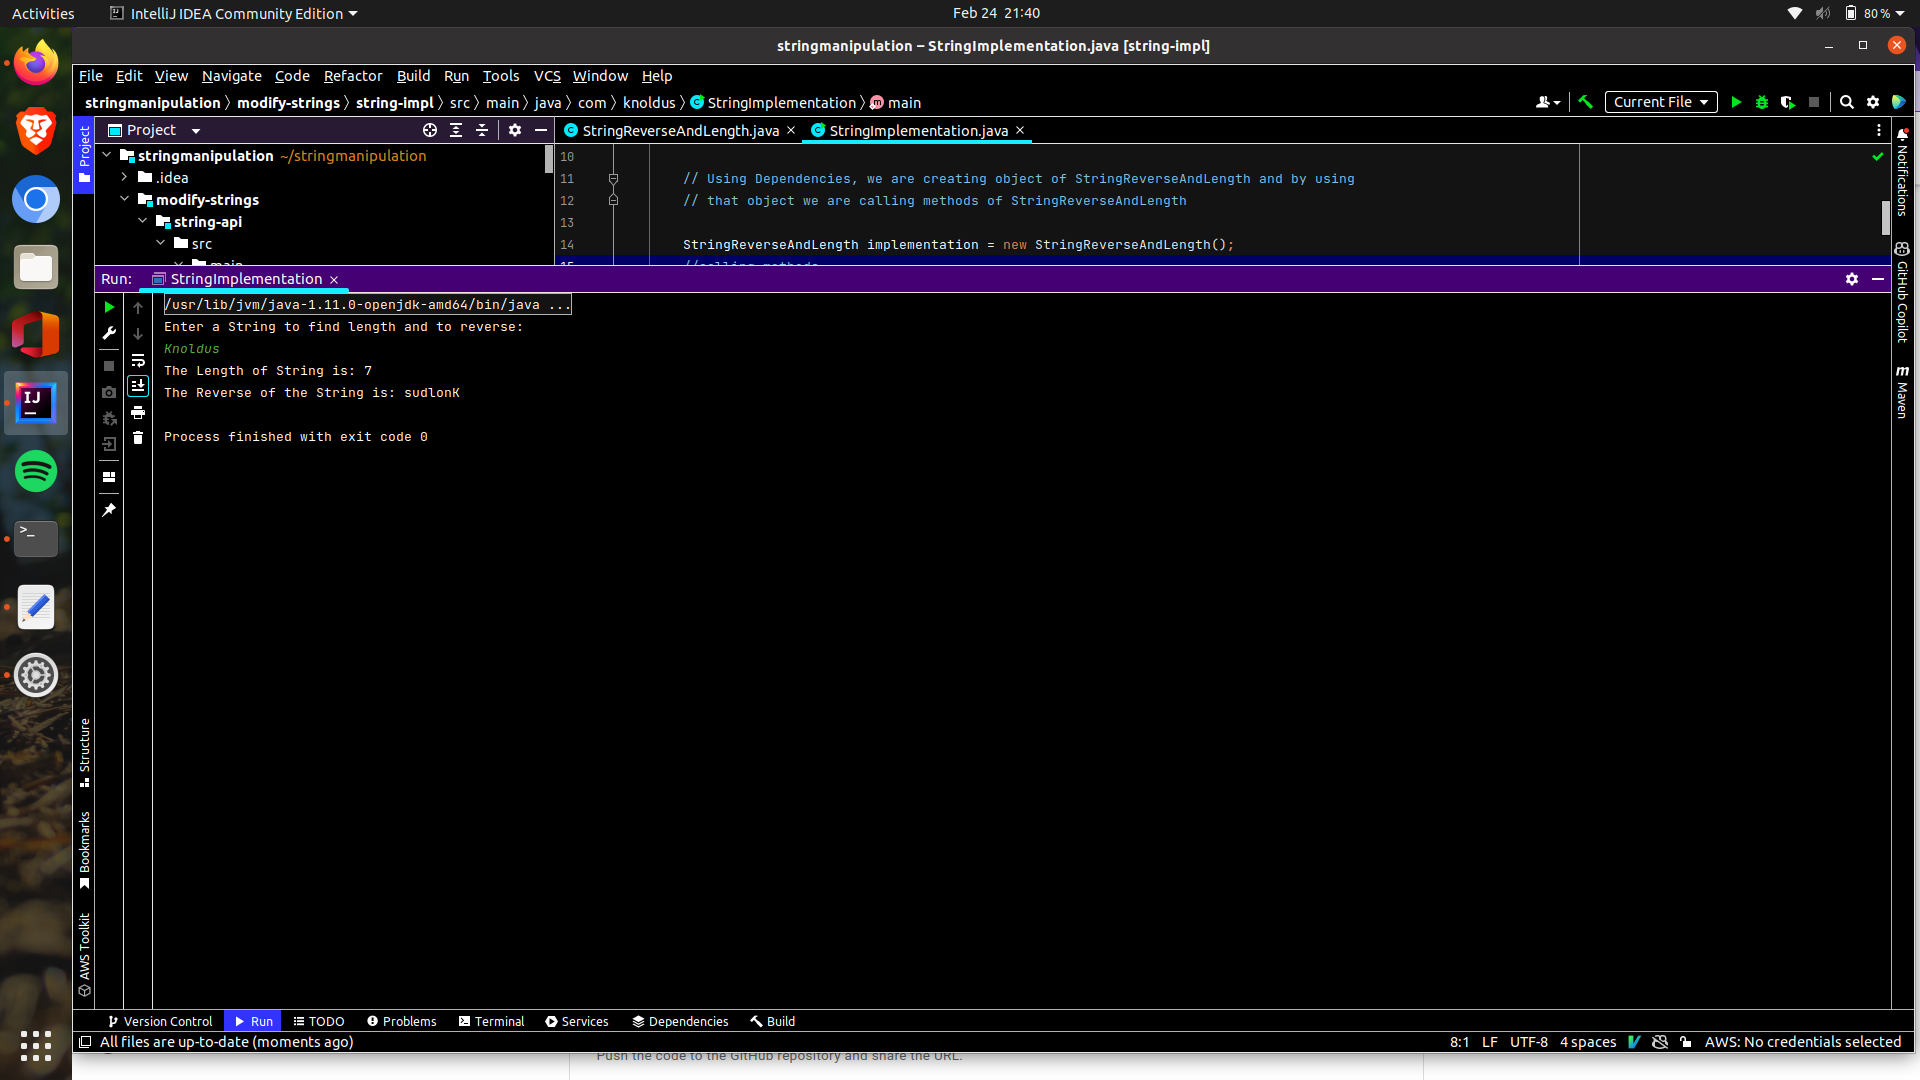 Activities
IntelliJ IDEA Community Edition
Feb 24 21:40
80 %
stringmanipulation – StringImplementation.java [string-impl]
File Edit View Navigate Code Refactor Build Run Tools VCS Window Help
stringmanipulation modify-strings string-impl src main java com knoldus StringImplementation main
Current File
Project
Project
StringReverseAndLength.java
StringImplementation.java
stringmanipulation ~/stringmanipulation
.idea
modify-strings
string-api
src
main
10
11 // Using Dependencies, we are creating object of StringReverseAndLength and by using
12 // that object we are calling methods of StringReverseAndLength
13
14 StringReverseAndLength implementation = new StringReverseAndLength();
15 //calling methods
Notifications
GitHub Copilot
Maven
Run: StringImplementation
/usr/lib/jvm/java-1.11.0-openjdk-amd64/bin/java ...
Enter a String to find length and to reverse:
Knoldus
The Length of String is: 7
The Reverse of the String is: sudlonK
Process finished with exit code 0
Structure
Bookmarks
AWS Toolkit
Version Control Run TODO Problems Terminal Services Dependencies Build
All files are up-to-date (moments ago)
8:1 LF UTF-8 4 spaces AWS: No credentials selected
Push the code to the GitHub repository and share the URL.